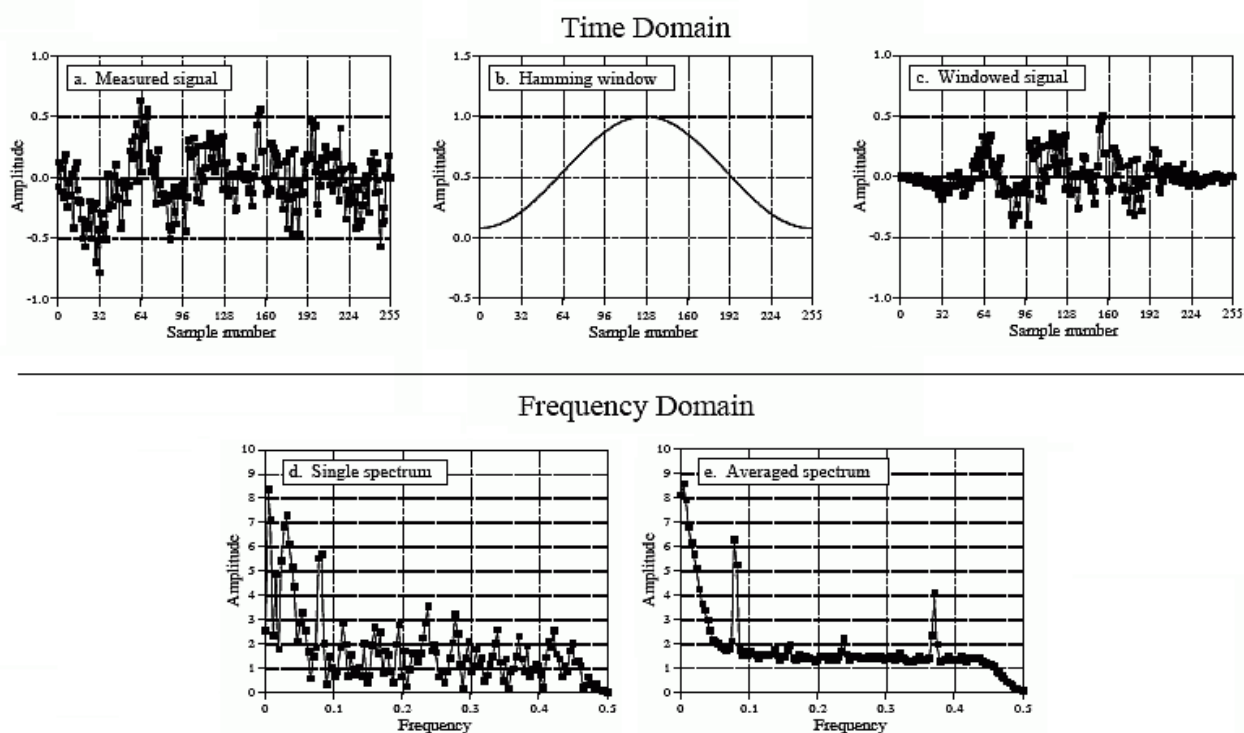 Time Domain
a. Measured signal
Amplitude
1.0
0.5
0.0
-0.5
-1.0
0 32 64 96 128 160 192 224 255
Sample number
b. Hamming window
Amplitude
1.5
1.0
0.5
0.0
-0.5
0 32 64 96 128 160 192 224 255
Sample number
c. Windowed signal
Amplitude
1.0
0.5
0.0
-0.5
-1.0
0 32 64 96 128 160 192 224 255
Sample number
Frequency Domain
d. Single spectrum
Amplitude
10
9
8
7
6
5
4
3
2
1
0
0 0.1 0.2 0.3 0.4 0.5
Frequency
e. Averaged spectrum
Amplitude
10
9
8
7
6
5
4
3
2
1
0
0 0.1 0.2 0.3 0.4 0.5
Frequency